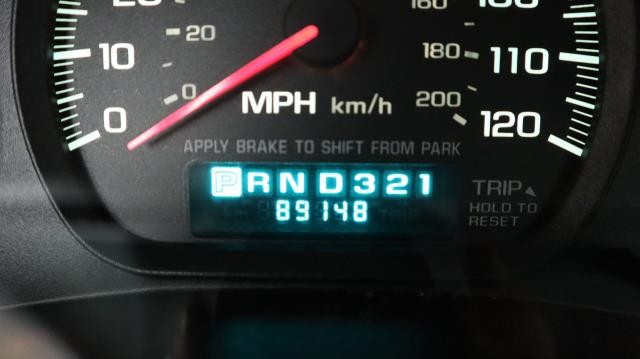 20 160 100
10 20 180 110
0 0 MPH km/h 200 120
APPLY BRAKE TO SHIFT FROM PARK
PRND321 TRIP
89148 HOLD TO
RESET